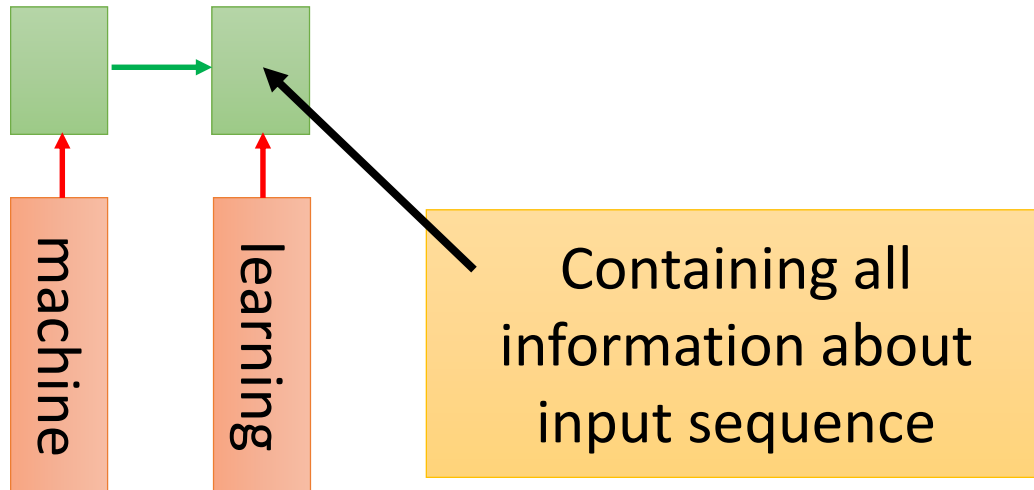 machine
learning
Containing all
information about
input sequence